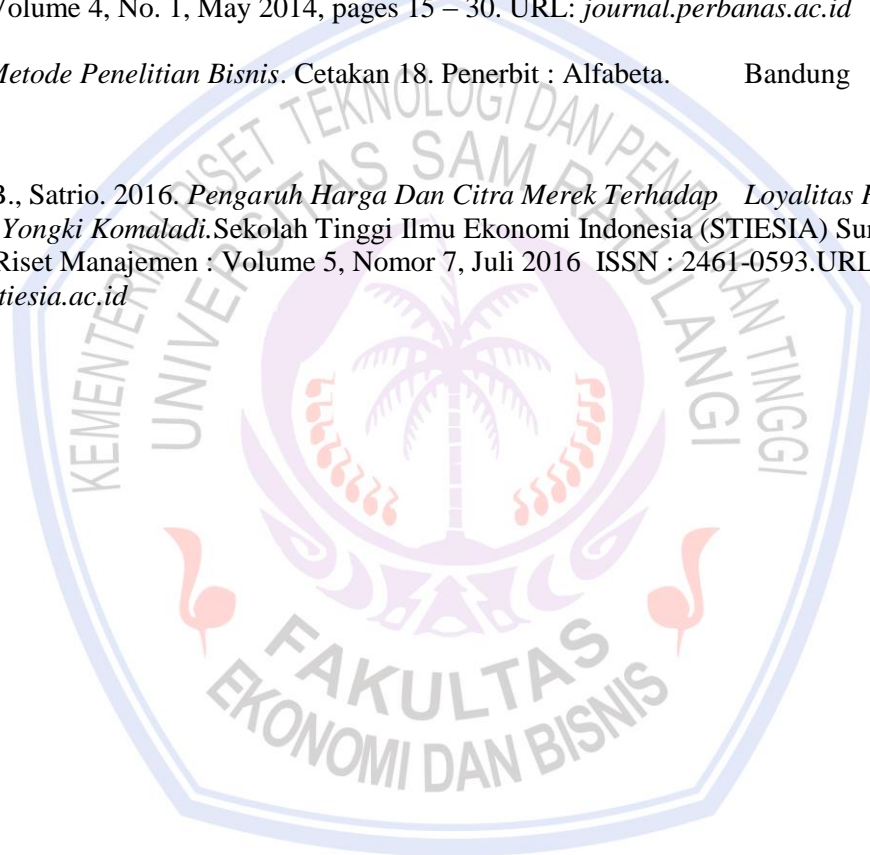 Volume 4, No. 1, May 2014, pages 15 – 30. URL: journal.perbanas.ac.id
Metode Penelitian Bisnis. Cetakan 18. Penerbit : Alfabeta. Bandung
B., Satrio. 2016. Pengaruh Harga Dan Citra Merek Terhadap Loyalitas
Yongki Komaladi.Sekolah Tinggi Ilmu Ekonomi Indonesia (STIESIA)
Riset Manajemen : Volume 5, Nomor 7, Juli 2016 ISSN : 2461-0593.URL
tiesia.ac.id
KEMENTERIAN RISET TEKNOLOGI DAN PENDIDIKAN TINGGI
UNIVERSITAS SAM RATULANGI
FAKULTAS
EKONOMI DAN BISNIS